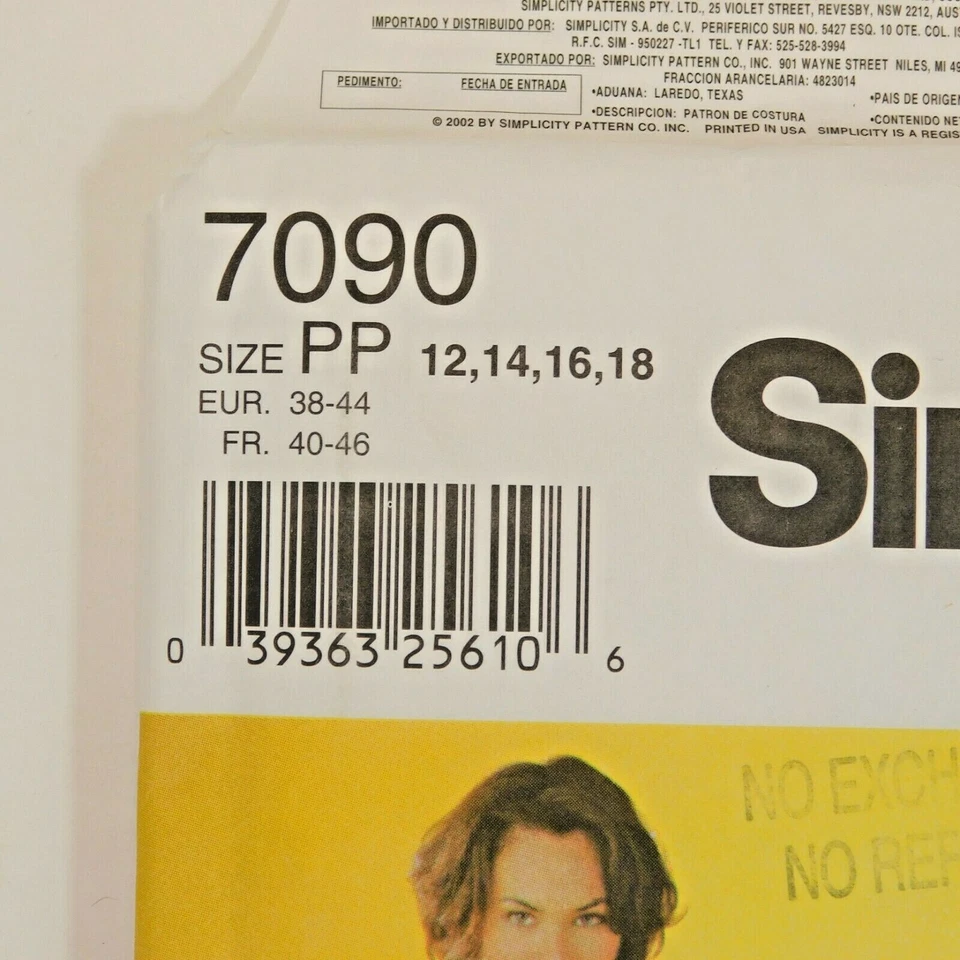 SIMPLICITY PATTERNS PTY. LTD., 25 VIOLET STREET, REVESBY, NSW 2212, AUS
IMPORTADO Y DISTRIBUIDO POR: SIMPLICITY S.A. de C.V. PERIFERICO SUR NO. 5427 ESQ. 10 OTE. COL. IS
R.F.C. SIM - 950227 -TL1 TEL. Y FAX: 525-528-3994
EXPORTADO POR: SIMPLICITY PATTERN CO., INC. 901 WAYNE STREET NILES, MI 49
FRACCION ARANCELARIA: 4823014
PEDIMENTO: FECHA DE ENTRADA
•ADUANA: LAREDO, TEXAS •PAIS DE ORIGEN
•DESCRIPCION: PATRON DE COSTURA •CONTENIDO NE
© 2002 BY SIMPLICITY PATTERN CO. INC. PRINTED IN USA SIMPLICITY IS A REGIS
7090
SIZE PP 12,14,16,18
EUR. 38-44
FR. 40-46
Sim
0 39363 25610 6
NO EXCH
NO REF